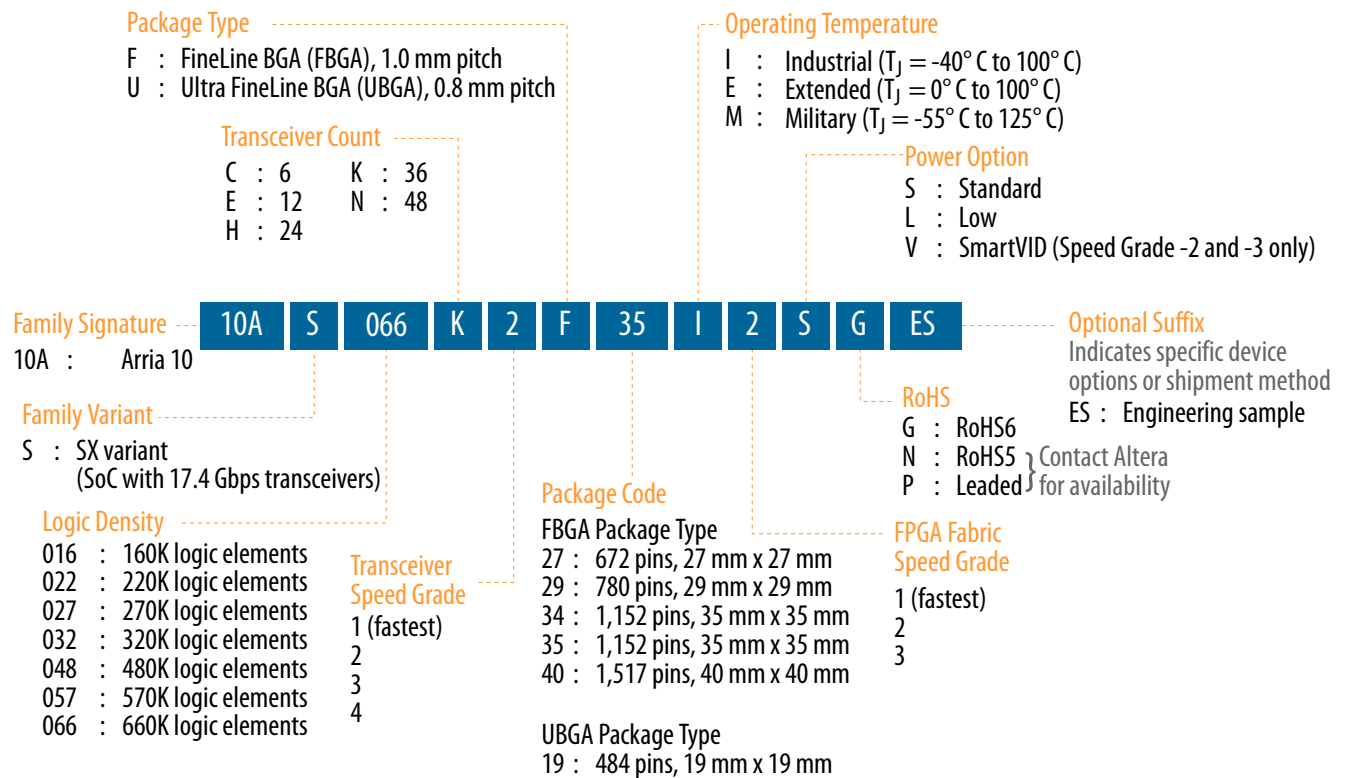 Package Type
F : FineLine BGA (FBGA), 1.0 mm pitch
U : Ultra FineLine BGA (UBGA), 0.8 mm pitch
Operating Temperature
I : Industrial (TJ = -40° C to 100° C)
E : Extended (TJ = 0° C to 100° C)
M : Military (TJ = -55° C to 125° C)
Transceiver Count
C : 6 K : 36
E : 12 N : 48
H : 24
Power Option
S : Standard
L : Low
V : SmartVID (Speed Grade -2 and -3 only)
Family Signature
10A : Arria 10
10A S 066 K 2 F 35 I 2 S G ES
Optional Suffix
Indicates specific device
options or shipment method
ES : Engineering sample
Family Variant
S : SX variant
(SoC with 17.4 Gbps transceivers)
RoHS
G : RoHS6
N : RoHS5
P : Leaded
} Contact Altera
for availability
Logic Density
016 : 160K logic elements
022 : 220K logic elements
027 : 270K logic elements
032 : 320K logic elements
048 : 480K logic elements
057 : 570K logic elements
066 : 660K logic elements
Transceiver
Speed Grade
1 (fastest)
2
3
4
Package Code
FBGA Package Type
27 : 672 pins, 27 mm x 27 mm
29 : 780 pins, 29 mm x 29 mm
34 : 1,152 pins, 35 mm x 35 mm
35 : 1,152 pins, 35 mm x 35 mm
40 : 1,517 pins, 40 mm x 40 mm
UBGA Package Type
19 : 484 pins, 19 mm x 19 mm
FPGA Fabric
Speed Grade
1 (fastest)
2
3